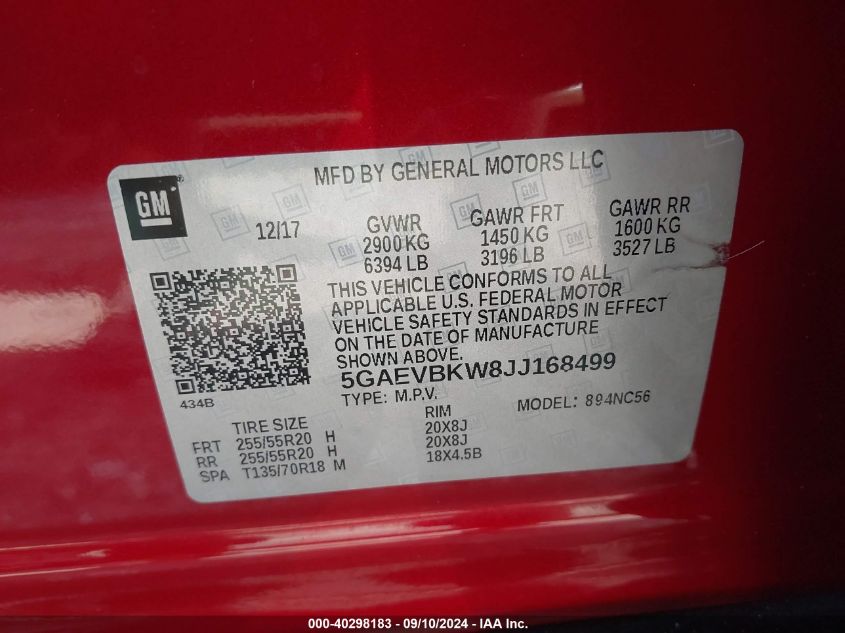 MFD BY GENERAL MOTORS LLC
GM
12/17
GVWR
2900 KG
6394 LB
GAWR FRT
1450 KG
3196 LB
GAWR RR
1600 KG
3527 LB
THIS VEHICLE CONFORMS TO ALL
APPLICABLE U.S. FEDERAL MOTOR
VEHICLE SAFETY STANDARDS IN EFFECT
ON THE DATE OF MANUFACTURE
SHOWN ABOVE.
5GAEVBKW8JJ168499
TYPE: M.P.V.
MODEL: 894NC56
434B
TIRE SIZE RIM
FRT 255/55R20 H 20X8J
RR 255/55R20 H 20X8J
SPA T135/70R18 M 18X4.5B
000-40298183 - 09/10/2024 - IAA Inc.